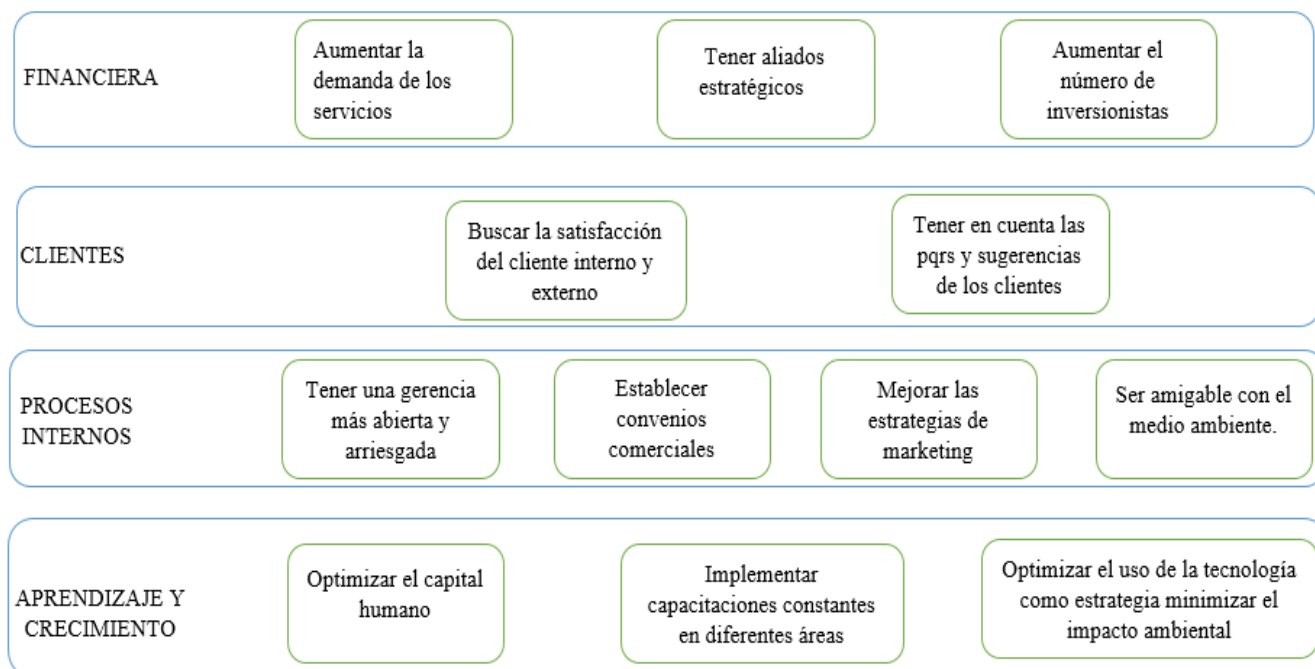 FINANCIERA
Aumentar la
demanda de los
servicios
Tener aliados
estratégicos
Aumentar el
número de
inversionistas
CLIENTES
Buscar la satisfacción
del cliente interno y
externo
Tener en cuenta las
pqrs y sugerencias
de los clientes
PROCESOS
INTERNOS
Tener una gerencia
más abierta y
arriesgada
Establecer
convenios
comerciales
Mejorar las
estrategias de
marketing
Ser amigable con el
medio ambiente.
APRENDIZAJE Y
CRECIMIENTO
Optimizar el capital
humano
Implementar
capacitaciones constantes
en diferentes áreas
Optimizar el uso de la tecnología
como estrategia minimizar el
impacto ambiental